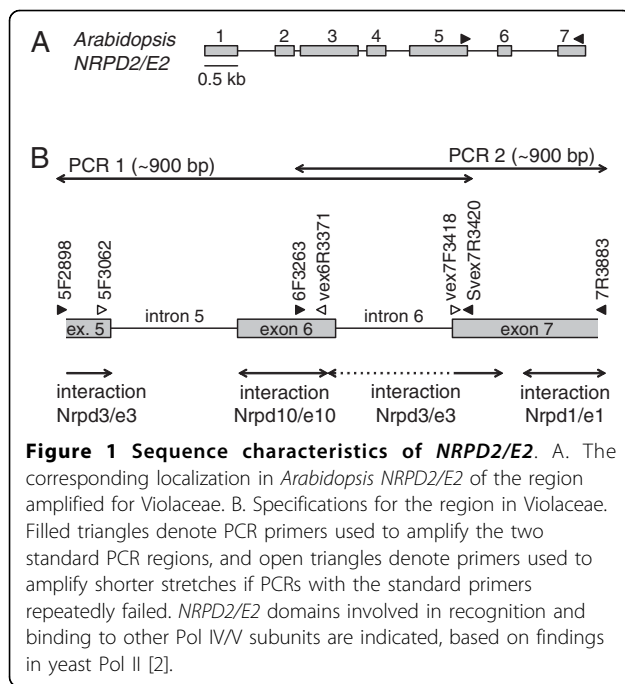 A
Arabidopsis
NRPD2/E2
1 2 3 4 5 6 7
0.5 kb
B
PCR 1 (~900 bp)
PCR 2 (~900 bp)
5F2898
5F3062
6F3263
vex6R3371
vex7F3418
Svex7R3420
7R3883
ex. 5
intron 5
exon 6
intron 6
exon 7
interaction
Nrpd3/e3
interaction
Nrpd10/e10
interaction
Nrpd3/e3
interaction
Nrpd1/e1
Figure 1 Sequence characteristics of NRPD2/E2. A. The
corresponding localization in Arabidopsis NRPD2/E2 of the region
amplified for Violaceae. B. Specifications for the region in Violaceae.
Filled triangles denote PCR primers used to amplify the two
standard PCR regions, and open triangles denote primers used to
amplify shorter stretches if PCRs with the standard primers
repeatedly failed. NRPD2/E2 domains involved in recognition and
binding to other Pol IV/V subunits are indicated, based on findings
in yeast Pol II [2].